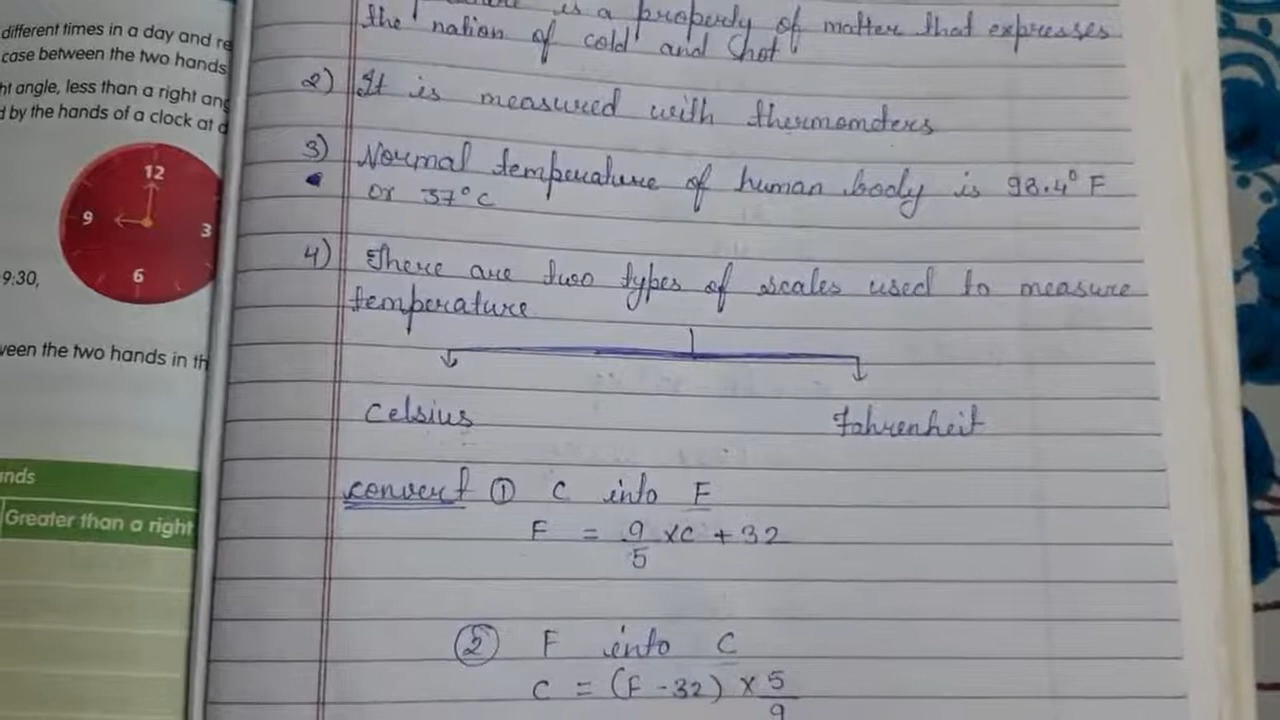 different times in a day and re
case between the two hands
ht angle, less than a right ang
d by the hands of a clock at d
12
9
3
6
9:30,
ween the two hands in th
nds
Greater than a right
is a property of matter that expresses
the nation of cold and Shot
2) It is measured with thermometers
3) Normal temperature of human body is 98.4° F
or 37° C
4) There are two types of scales used to measure
temperature
Celsius Fahrenheit
convert ① C into F
F = 9/5 x C + 32
② F into C
C = (F - 32) x 5/9